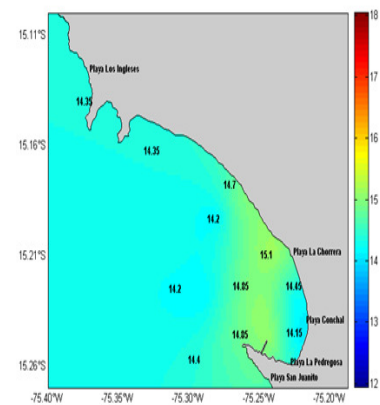 15.11°S
15.16°S
15.21°S
15.26°S
-75.40°W
-75.35°W
-75.30°W
-75.25°W
-75.20°W
Playa Los Ingleses
14.35
14.35
14.7
14.2
15.1
Playa La Chorrera
14.2
14.85
14.45
Playa Conchal
14.85
14.15
14.4
Playa La Pedregosa
Playa San Juanito
18
17
16
15
14
13
12